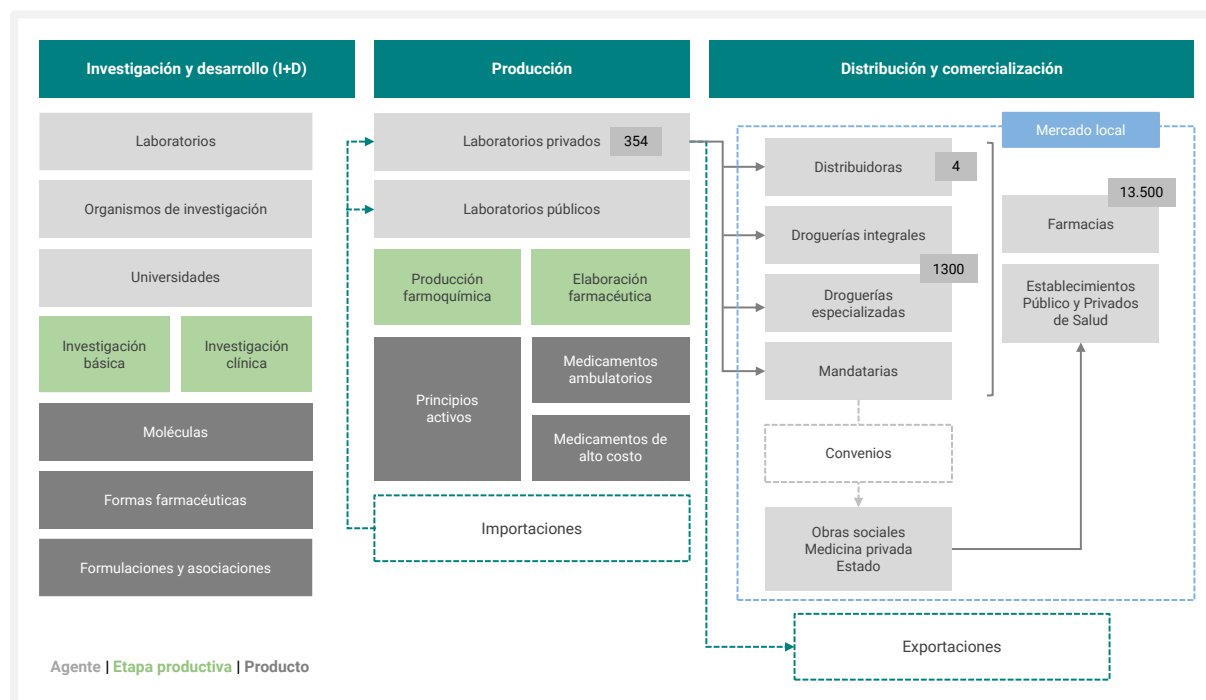 Investigación y desarrollo (I+D)
Laboratorios
Organismos de investigación
Universidades
Investigación
básica
Investigación
clínica
Moléculas
Formas farmacéuticas
Formulaciones y asociaciones
Producción
Laboratorios privados
354
Laboratorios públicos
Producción
farmoquímica
Elaboración
farmacéutica
Principios
activos
Medicamentos
ambulatorios
Medicamentos de
alto costo
Importaciones
Distribución y comercialización
Mercado local
Distribuidoras
4
Droguerías integrales
1300
Droguerías
especializadas
Mandatarias
Convenios
Obras sociales
Medicina privada
Estado
13.500
Farmacias
Establecimientos
Público y Privados
de Salud
Exportaciones
Agente | Etapa productiva | Producto